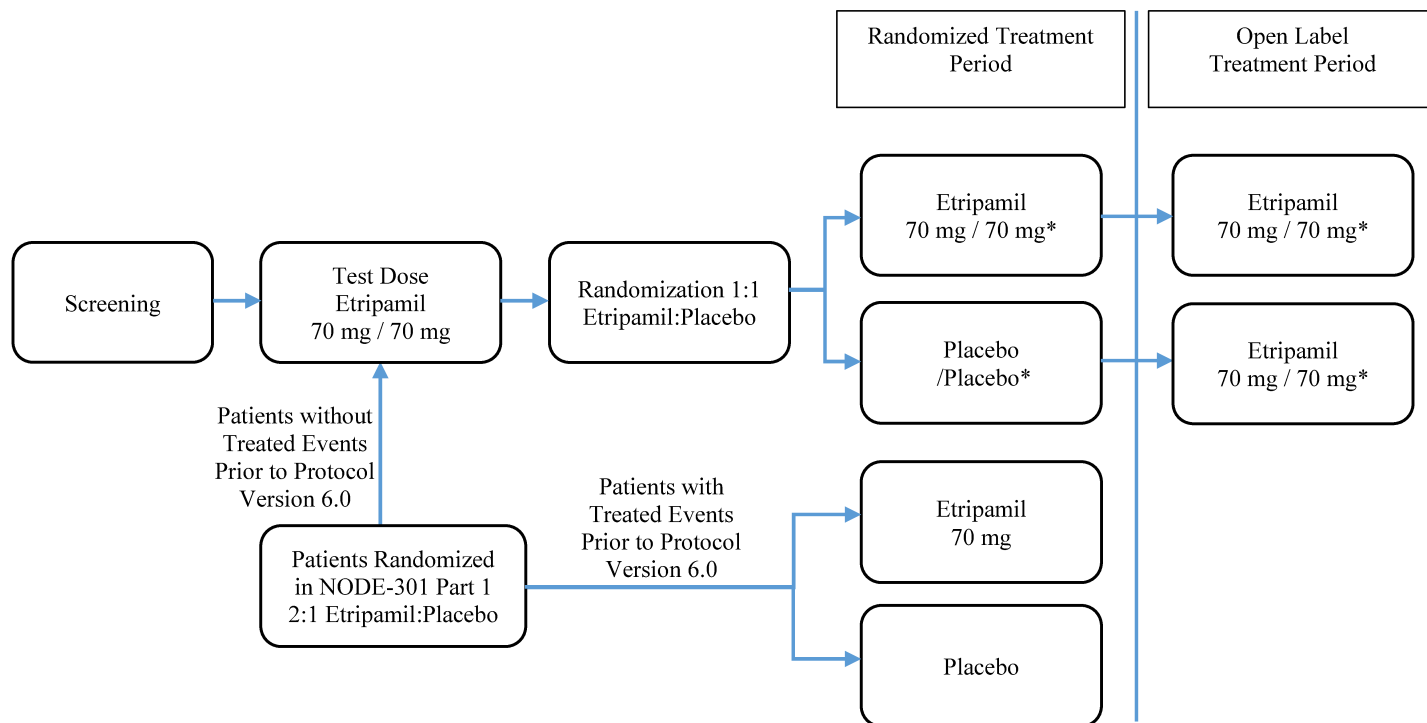 Randomized Treatment
Period
Open Label
Treatment Period
Screening
Test Dose
Etripamil
70 mg / 70 mg
Randomization 1:1
Etripamil:Placebo
Etripamil
70 mg / 70 mg*
Etripamil
70 mg / 70 mg*
Placebo
/Placebo*
Etripamil
70 mg / 70 mg*
Patients without
Treated Events
Prior to Protocol
Version 6.0
Patients Randomized
in NODE-301 Part 1
2:1 Etripamil:Placebo
Patients with
Treated Events
Prior to Protocol
Version 6.0
Etripamil
70 mg
Placebo